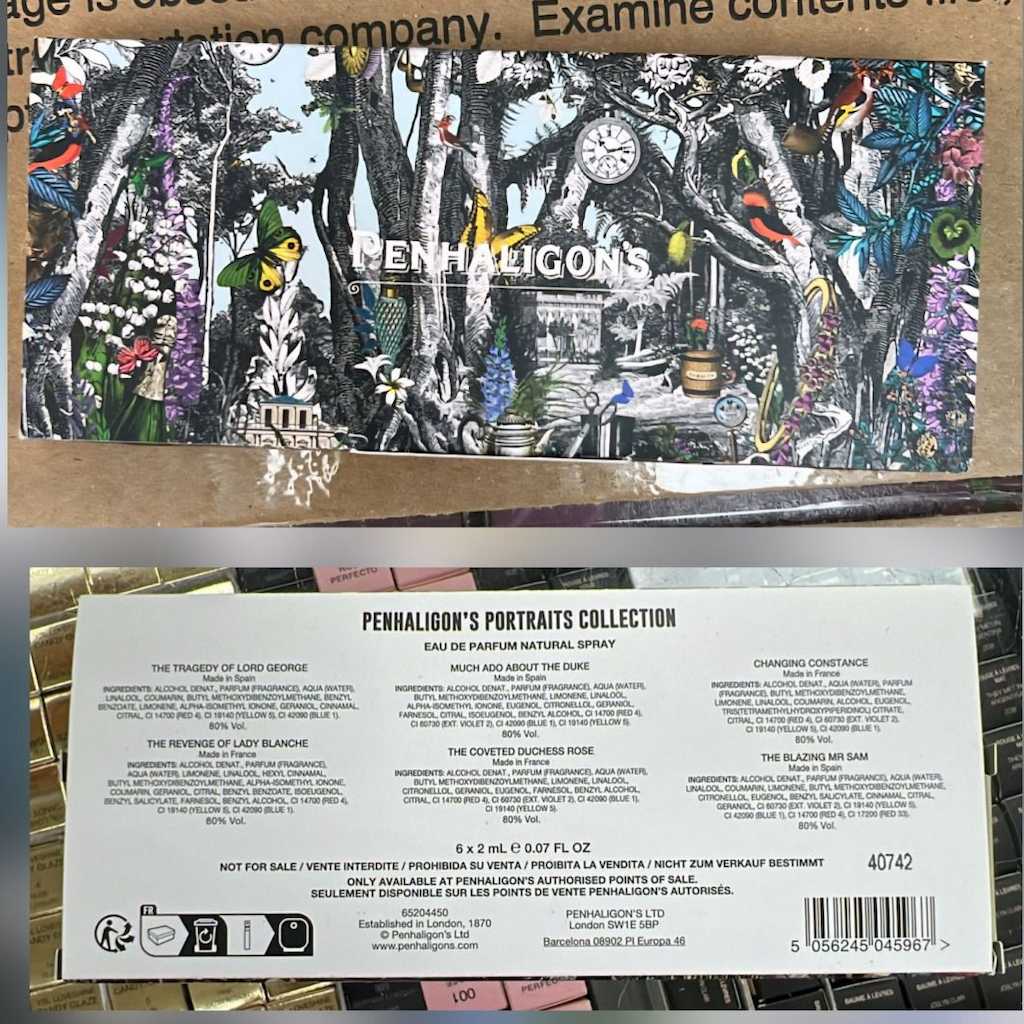 age is obscu
company. Examine contents first,
PENHALIGON'S
PERFECTO
PENHALIGON'S PORTRAITS COLLECTION
EAU DE PARFUM NATURAL SPRAY
THE TRAGEDY OF LORD GEORGE
Made in Spain
INGREDIENTS: ALCOHOL DENAT., PARFUM (FRAGRANCE), AQUA (WATER),
LINALOOL, COUMARIN, BUTYL METHOXYDIBENZOYLMETHANE, BENZYL
BENZOATE, LIMONENE, ALPHA-ISOMETHYL IONONE, GERANIOL, CINNAMAL,
CITRAL, CI 14700 (RED 4), CI 19140 (YELLOW 5), CI 42090 (BLUE 1).
80% Vol.
THE REVENGE OF LADY BLANCHE
Made in France
INGREDIENTS: ALCOHOL DENAT., PARFUM (FRAGRANCE),
AQUA (WATER), LIMONENE, LINALOOL, HEXYL CINNAMAL,
BUTYL METHOXYDIBENZOYLMETHANE, ALPHA-ISOMETHYL IONONE,
COUMARIN, GERANIOL, CITRAL, BENZYL BENZOATE, ISOEUGENOL,
BENZYL SALICYLATE, FARNESOL, BENZYL ALCOHOL, CI 14700 (RED 4),
CI 19140 (YELLOW 5), CI 42090 (BLUE 1).
80% Vol.
MUCH ADO ABOUT THE DUKE
Made in Spain
INGREDIENTS: ALCOHOL DENAT., PARFUM (FRAGRANCE), AQUA (WATER),
BUTYL METHOXYDIBENZOYLMETHANE, LIMONENE, LINALOOL,
ALPHA-ISOMETHYL IONONE, EUGENOL, CITRONELLOL, GERANIOL,
FARNESOL, CITRAL, ISOEUGENOL, BENZYL ALCOHOL, CI 14700 (RED 4),
CI 60730 (EXT. VIOLET 2), CI 42090 (BLUE 1), CI 19140 (YELLOW 5).
80% Vol.
THE COVETED DUCHESS ROSE
Made in France
INGREDIENTS: ALCOHOL DENAT., PARFUM (FRAGRANCE), AQUA (WATER),
BUTYL METHOXYDIBENZOYLMETHANE, LIMONENE, LINALOOL,
CITRONELLOL, GERANIOL, EUGENOL, FARNESOL, BENZYL ALCOHOL,
CITRAL, CI 14700 (RED 4), CI 60730 (EXT. VIOLET 2), CI 42090 (BLUE 1),
CI 19140 (YELLOW 5).
80% Vol.
CHANGING CONSTANCE
Made in France
INGREDIENTS: ALCOHOL DENAT., AQUA (WATER), PARFUM
(FRAGRANCE), BUTYL METHOXYDIBENZOYLMETHANE,
LIMONENE, LINALOOL, COUMARIN, ALCOHOL, EUGENOL,
TRIS(TETRAMETHYLHYDROXYPIPERIDINOL) CITRATE,
CITRAL, CI 14700 (RED 4), CI 60730 (EXT. VIOLET 2),
CI 19140 (YELLOW 5), CI 42090 (BLUE 1).
80% Vol.
THE BLAZING MR SAM
Made in Spain
INGREDIENTS: ALCOHOL DENAT., PARFUM (FRAGRANCE), AQUA (WATER),
LINALOOL, COUMARIN, LIMONENE, BUTYL METHOXYDIBENZOYLMETHANE,
CITRONELLOL, EUGENOL, BENZYL SALICYLATE, CINNAMAL, CITRAL,
GERANIOL, CI 60730 (EXT. VIOLET 2), CI 19140 (YELLOW 5),
CI 42090 (BLUE 1), CI 14700 (RED 4), CI 17200 (RED 33).
80% Vol.
6 x 2 mL ℮ 0.07 FL OZ
NOT FOR SALE / VENTE INTERDITE / PROHIBIDA SU VENTA / PROIBITA LA VENDITA / NICHT ZUM VERKAUF BESTIMMT
40742
ONLY AVAILABLE AT PENHALIGON'S AUTHORISED POINTS OF SALE.
SEULEMENT DISPONIBLE SUR LES POINTS DE VENTE PENHALIGON'S AUTORISÉS.
FR
65204450
Established in London, 1870
© Penhaligon's Ltd
www.penhaligons.com
PENHALIGON'S LTD
London SW1E 5BP
Barcelona 08902 Pl Europa 46
5 056245 045967 >
001